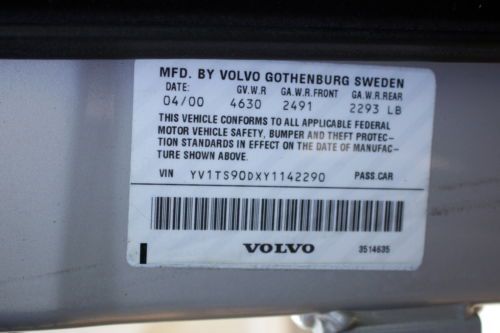 MFD. BY VOLVO GOTHENBURG SWEDEN
DATE: GV.W.R GA.W.R.FRONT GA.W.R.REAR
04/00 4630 2491 2293 LB
THIS VEHICLE CONFORMS TO ALL APPLICABLE FEDERAL
MOTOR VEHICLE SAFETY, BUMPER AND THEFT PROTEC-
TION STANDARDS IN EFFECT ON THE DATE OF MANUFAC-
TURE SHOWN ABOVE.
VIN YV1TS90DXY1142290 PASS.CAR
VOLVO 3514635